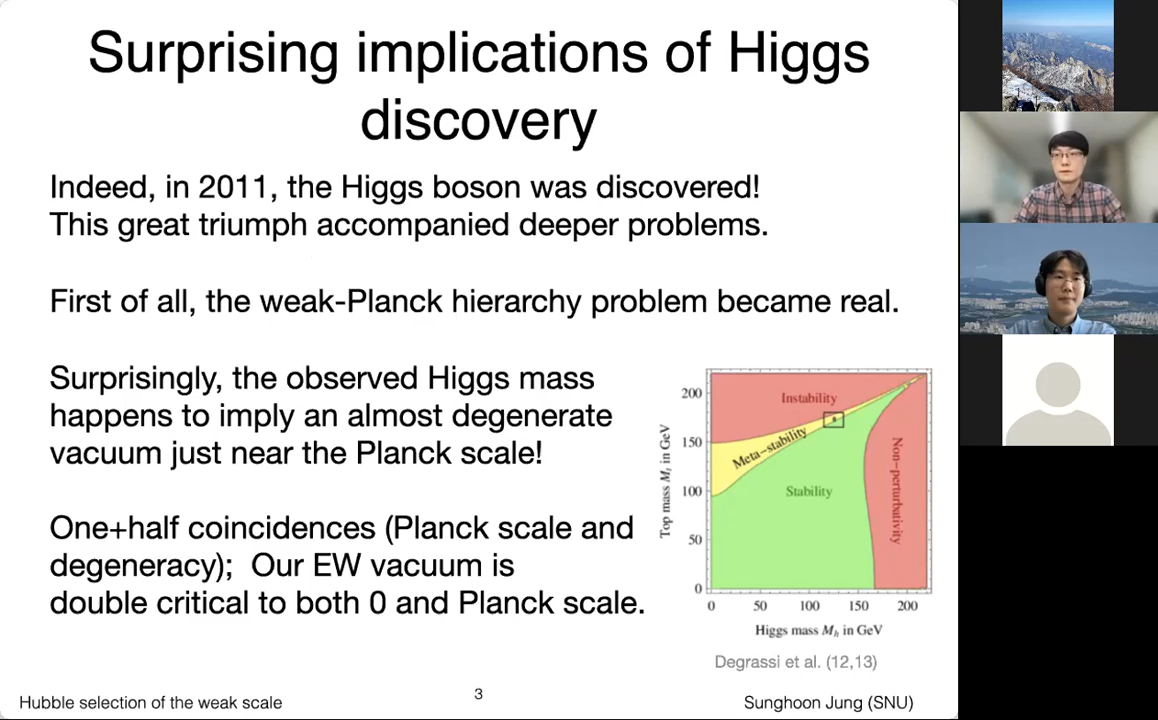 Surprising implications of Higgs
discovery
Indeed, in 2011, the Higgs boson was discovered!
This great triumph accompanied deeper problems.
First of all, the weak-Planck hierarchy problem became real.
Surprisingly, the observed Higgs mass
happens to imply an almost degenerate
vacuum just near the Planck scale!
One+half coincidences (Planck scale and
degeneracy);  Our EW vacuum is
double critical to both 0 and Planck scale.
200
150
100
50
0
Top mass Mt in GeV
Instability
Meta-stability
Stability
Non-perturbativity
0 50 100 150 200
Higgs mass Mh in GeV
Degrassi et al. (12,13)
Hubble selection of the weak scale
3
Sunghoon Jung (SNU)